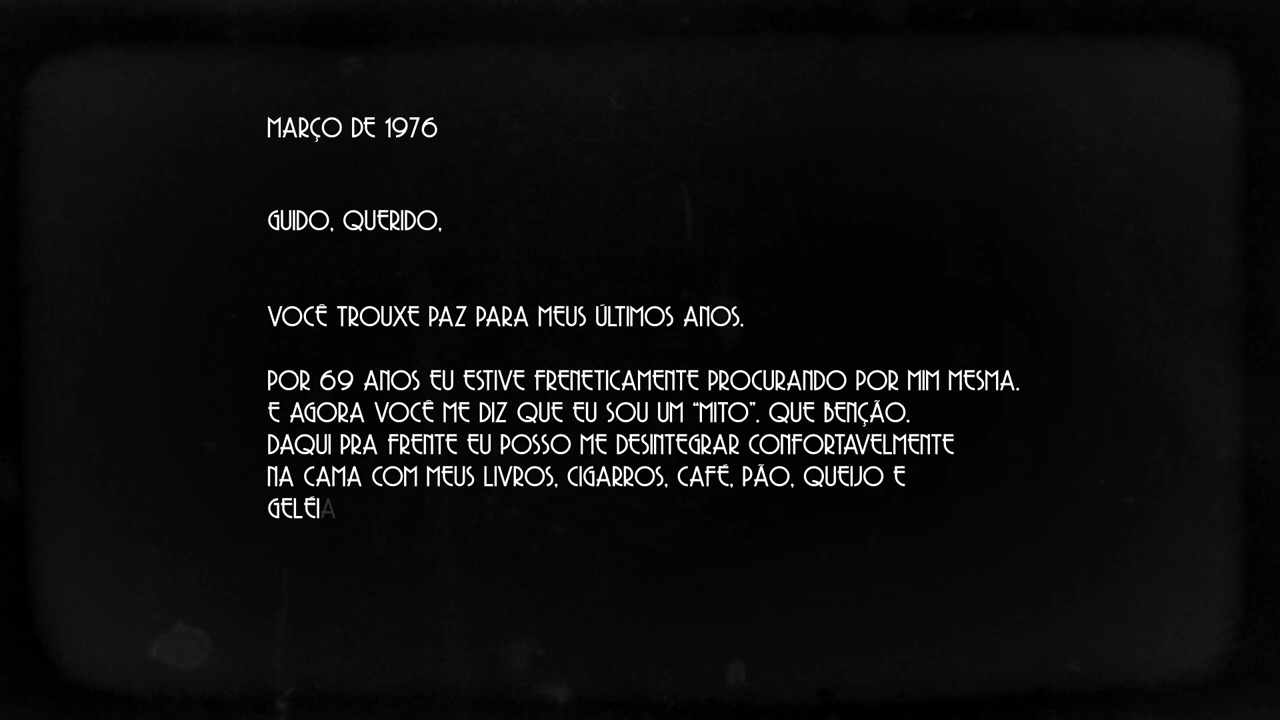 MARÇO DE 1976
GUIDO, QUERIDO,
VOCÊ TROUXE PAZ PARA MEUS ÚLTIMOS ANOS.
POR 69 ANOS EU ESTIVE FRENETICAMENTE PROCURANDO POR MIM MESMA.
E AGORA VOCÊ ME DIZ QUE EU SOU UM “MITO”. QUE BENÇÃO.
DAQUI PRA FRENTE EU POSSO ME DESINTEGRAR CONFORTAVELMENTE
NA CAMA COM MEUS LIVROS, CIGARROS, CAFÉ, PÃO, QUEIJO E
GELÉIA